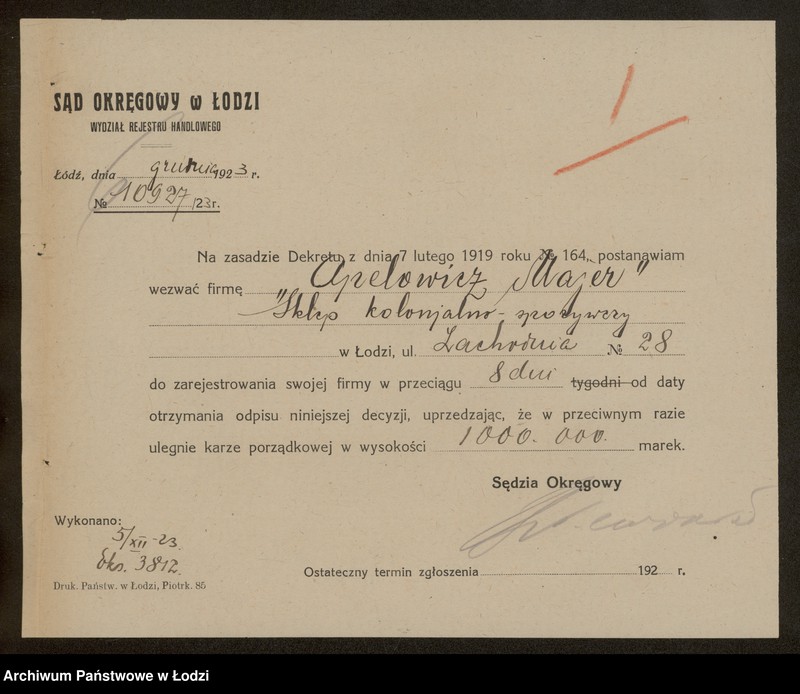 1
SĄD OKRĘGOWY w ŁODZI
WYDZIAŁ REJESTRU HANDLOWEGO
Łódź, dnia grudnia 1923 r.
№ 10927/23 r.
Na zasadzie Dekretu z dnia 7 lutego 1919 roku № 164, postanawiam
wezwać firmę Apelowicz Majer"
"Sklep kolonjalno-spożywczy
w Łodzi, ul. Zachodnia № 28
do zarejestrowania swojej firmy w przeciągu 8 dni tygodni od daty
otrzymania odpisu niniejszej decyzji, uprzedzając, że w przeciwnym razie
ulegnie karze porządkowej w wysokości 1000.000. marek.
Sędzia Okręgowy
Wykonano:
5/XII-23
Eks. 3812.
Druk. Państw. w Łodzi, Piotrk. 85
Ostateczny termin zgłoszenia 192 r.
Archiwum Państwowe w Łodzi